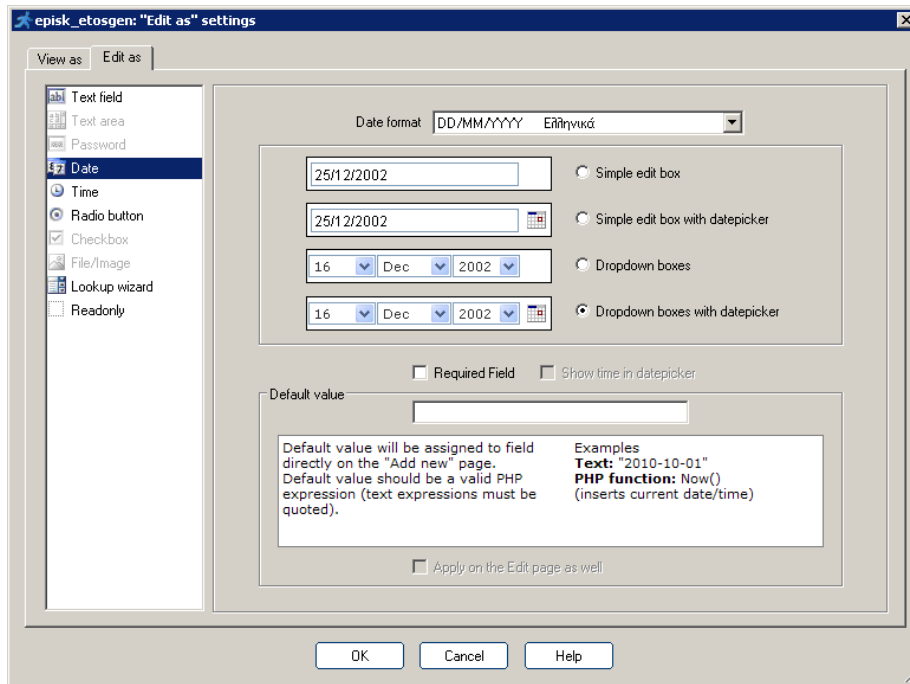 episk_etosgen: "Edit as" settings
View as
Edit as
Text field
Text area
Password
Date
Time
Radio button
Checkbox
File/Image
Lookup wizard
Readonly
Date format DD/MM/YYYY Ελληνικά
25/12/2002 Simple edit box
25/12/2002 Simple edit box with datepicker
16 Dec 2002 Dropdown boxes
16 Dec 2002 Dropdown boxes with datepicker
Required Field Show time in datepicker
Default value
Default value will be assigned to field
directly on the "Add new" page.
Default value should be a valid PHP
expression (text expressions must be
quoted).
Examples
Text: "2010-10-01"
PHP function: Now()
(inserts current date/time)
Apply on the Edit page as well
OK Cancel Help